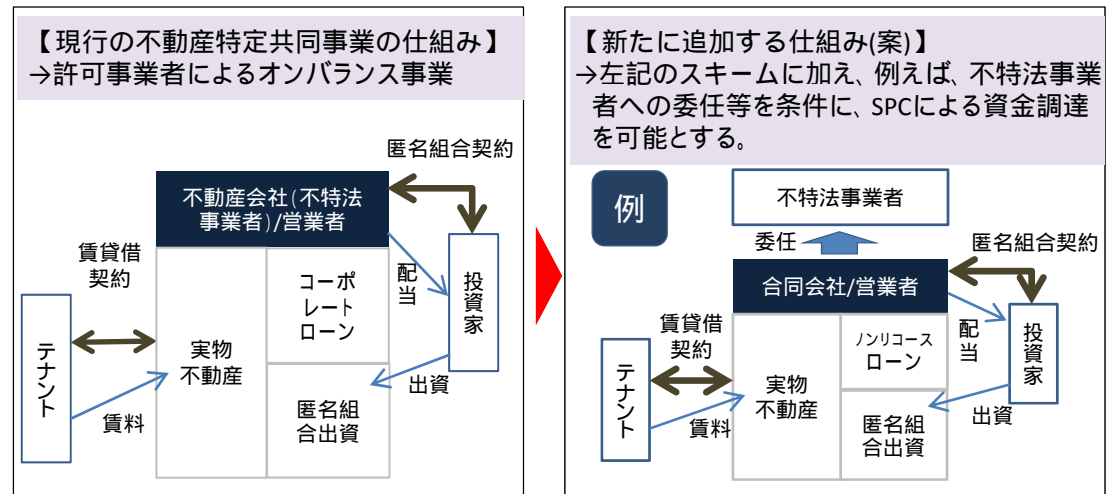 【現行の不動産特定共同事業の仕組み】
→許可事業者によるオンバランス事業
匿名組合契約
不動産会社(不特法
事業者)/営業者
賃貸借
契約
配当
コーポ
レート
ローン
投資家
テナント
実物
不動産
出資
賃料
匿名組
合出資
【新たに追加する仕組み(案)】
→左記のスキームに加え、例えば、不特法事業
者への委任等を条件に、SPCによる資金調達
を可能とする。
例
不特法事業者
委任
匿名組合契約
合同会社/営業者
賃貸借
契約
ノンリコース
ローン
配当
投資家
テナント
実物
不動産
出資
賃料
匿名組
合出資